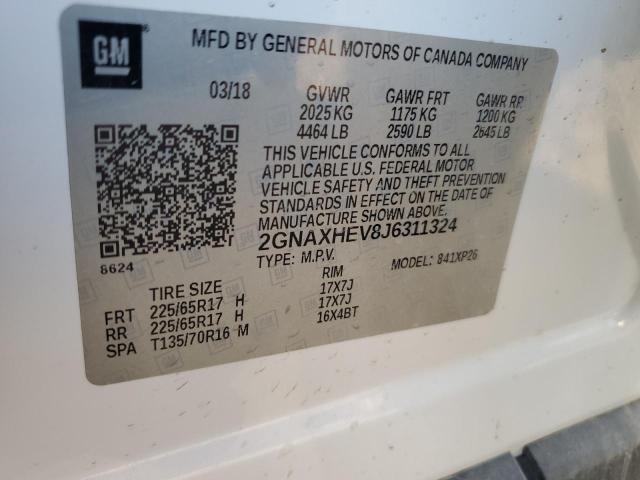 GM
MFD BY GENERAL MOTORS OF CANADA COMPANY
03/18 GVWR GAWR FRT GAWR RR
2025 KG 1175 KG 1200 KG
4464 LB 2590 LB 2645 LB
THIS VEHICLE CONFORMS TO ALL
APPLICABLE U.S. FEDERAL MOTOR
VEHICLE SAFETY AND THEFT PREVENTION
STANDARDS IN EFFECT ON THE DATE OF
MANUFACTURE SHOWN ABOVE.
2GNAXHEV8J6311324
8624
TYPE: M.P.V. MODEL: 841XP26
TIRE SIZE RIM
FRT 225/65R17 H 17X7J
RR 225/65R17 H 17X7J
SPA T135/70R16 M 16X4BT